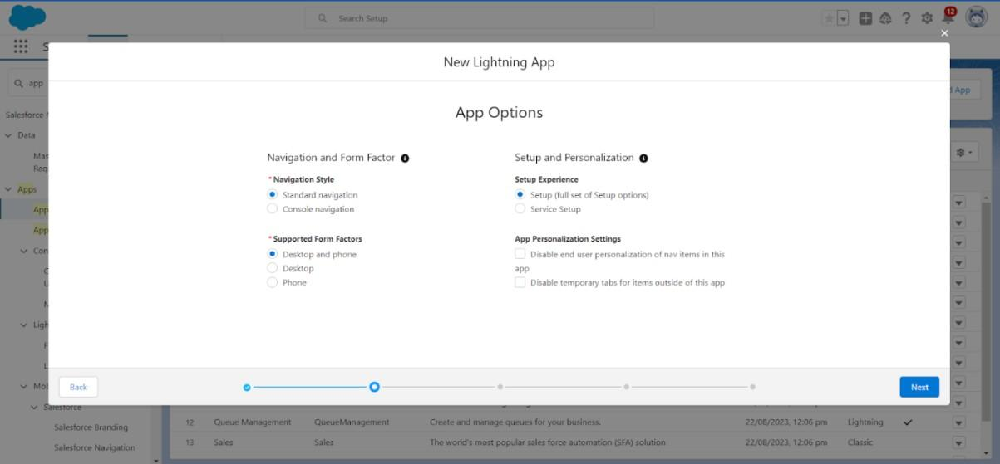 Search Setup
12
S
app
d App
New Lightning App
App Options
Salesforce
Data
Mas
Req
Apps
App
App
Con
C
U
M
Ligh
F
L
Mob
Salesforce
Salesforce Branding
Salesforce Navigation
Navigation and Form Factor
* Navigation Style
Standard navigation
Console navigation
* Supported Form Factors
Desktop and phone
Desktop
Phone
Setup and Personalization
Setup Experience
Setup (full set of Setup options)
Service Setup
App Personalization Settings
Disable end user personalization of nav items in this
app
Disable temporary tabs for items outside of this app
Back
Next
12 Queue Management QueueManagement Create and manage queues for your business. 22/08/2023, 12:06 pm Lightning
13 Sales Sales The world's most popular sales force automation (SFA) solution 22/08/2023, 12:06 pm Classic